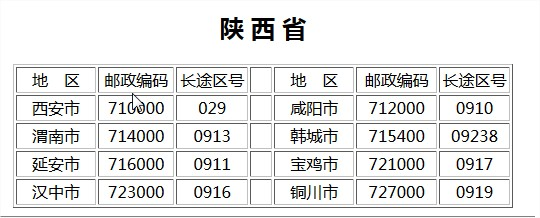 陕 西 省
地 区 邮政编码 长途区号 地 区 邮政编码 长途区号
西安市 710000 029 咸阳市 712000 0910
渭南市 714000 0913 韩城市 715400 09238
延安市 716000 0911 宝鸡市 721000 0917
汉中市 723000 0916 铜川市 727000 0919